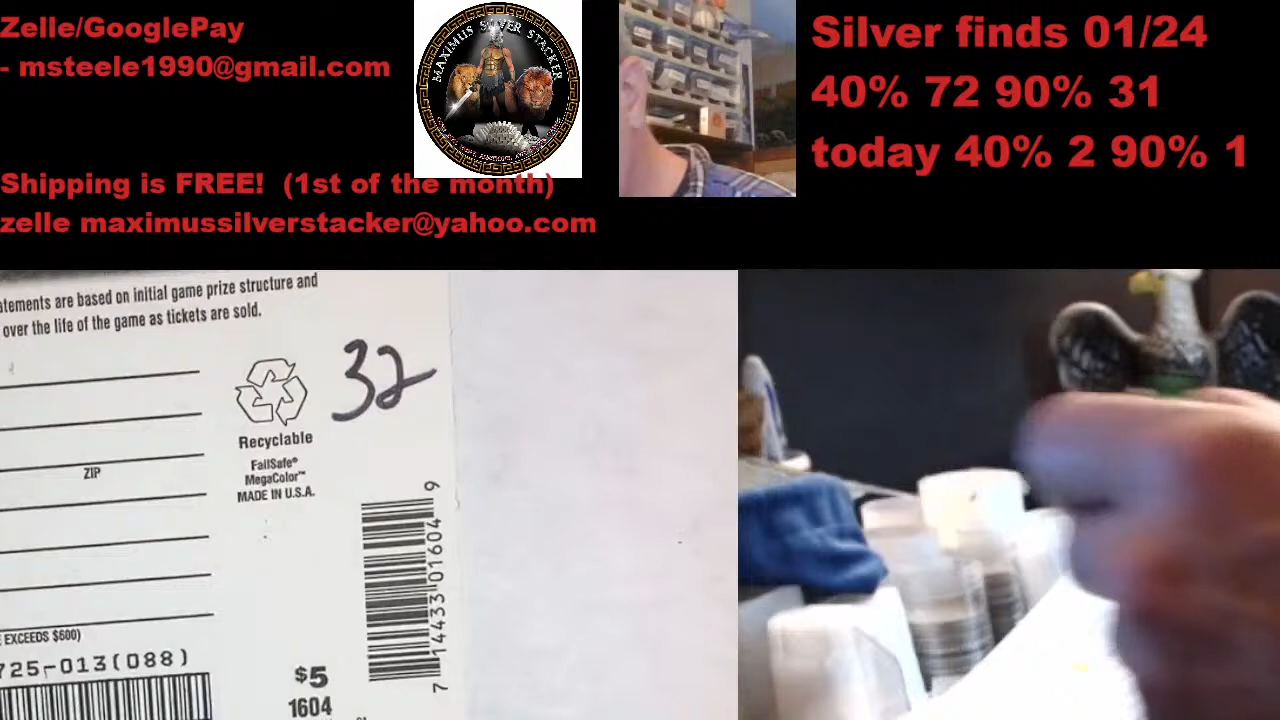 Zelle/GooglePay
- msteele1990@gmail.com
Shipping is FREE!  (1st of the month)
zelle maximussilverstacker@yahoo.com
MAXIMUS SILVER STACKER
Silver finds 01/24
40% 72 90% 31
today 40% 2 90% 1
atements are based on initial game prize structure and
over the life of the game as tickets are sold.
32
Recyclable
FailSafe®
MegaColor™
MADE IN U.S.A.
ZIP
EXCEEDS $600)
725-013(088)
$5
1604
7 14433 01604 9